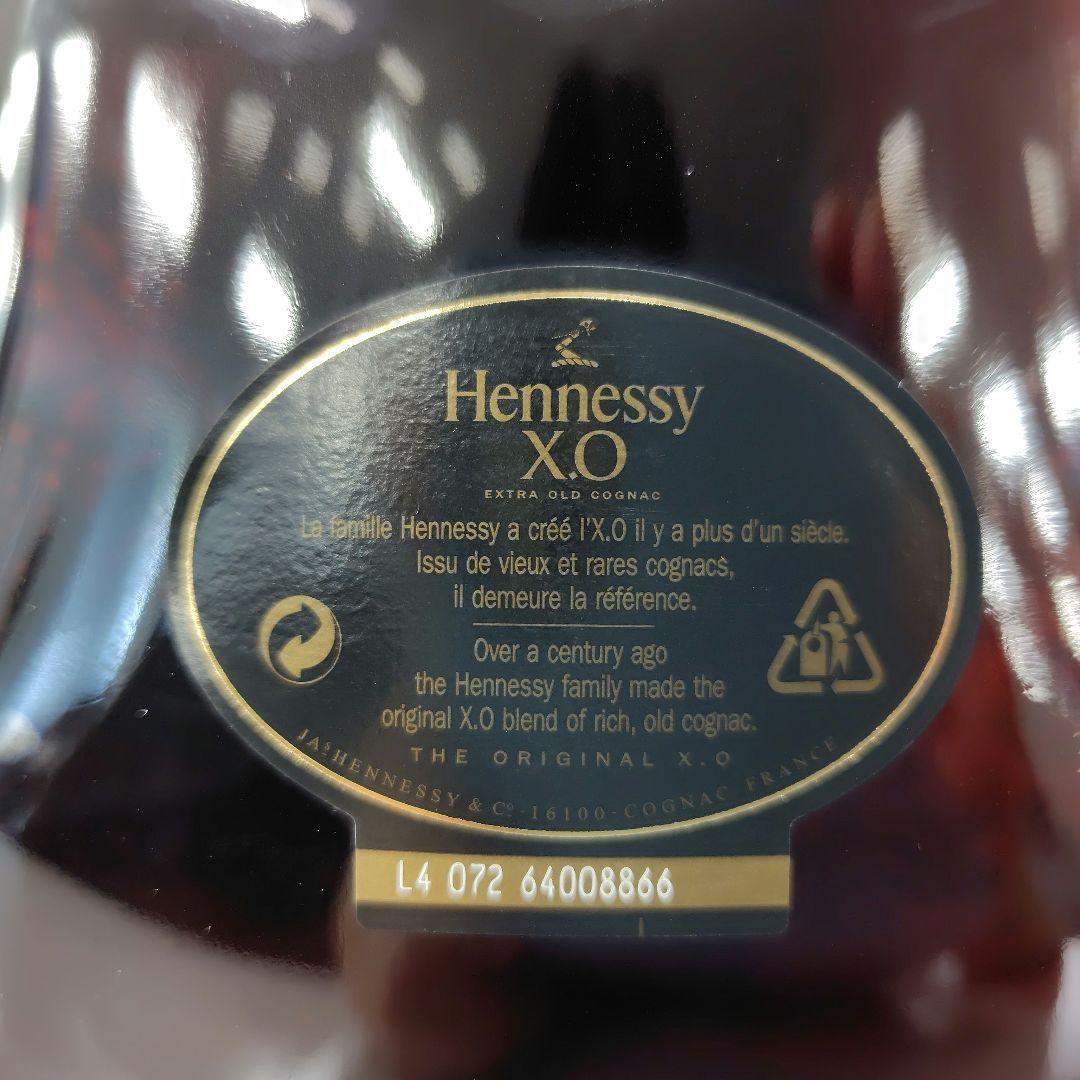 Hennessy
X.O
EXTRA OLD COGNAC
La famille Hennessy a créé l'X.O il y a plus d'un siècle.
Issu de vieux et rares cognacs,
il demeure la référence.
Over a century ago
the Hennessy family made the
original X.O blend of rich, old cognac.
THE ORIGINAL X.O
JAS HENNESSY & Cº - 16100 - COGNAC FRANCE
L4 072 64008866